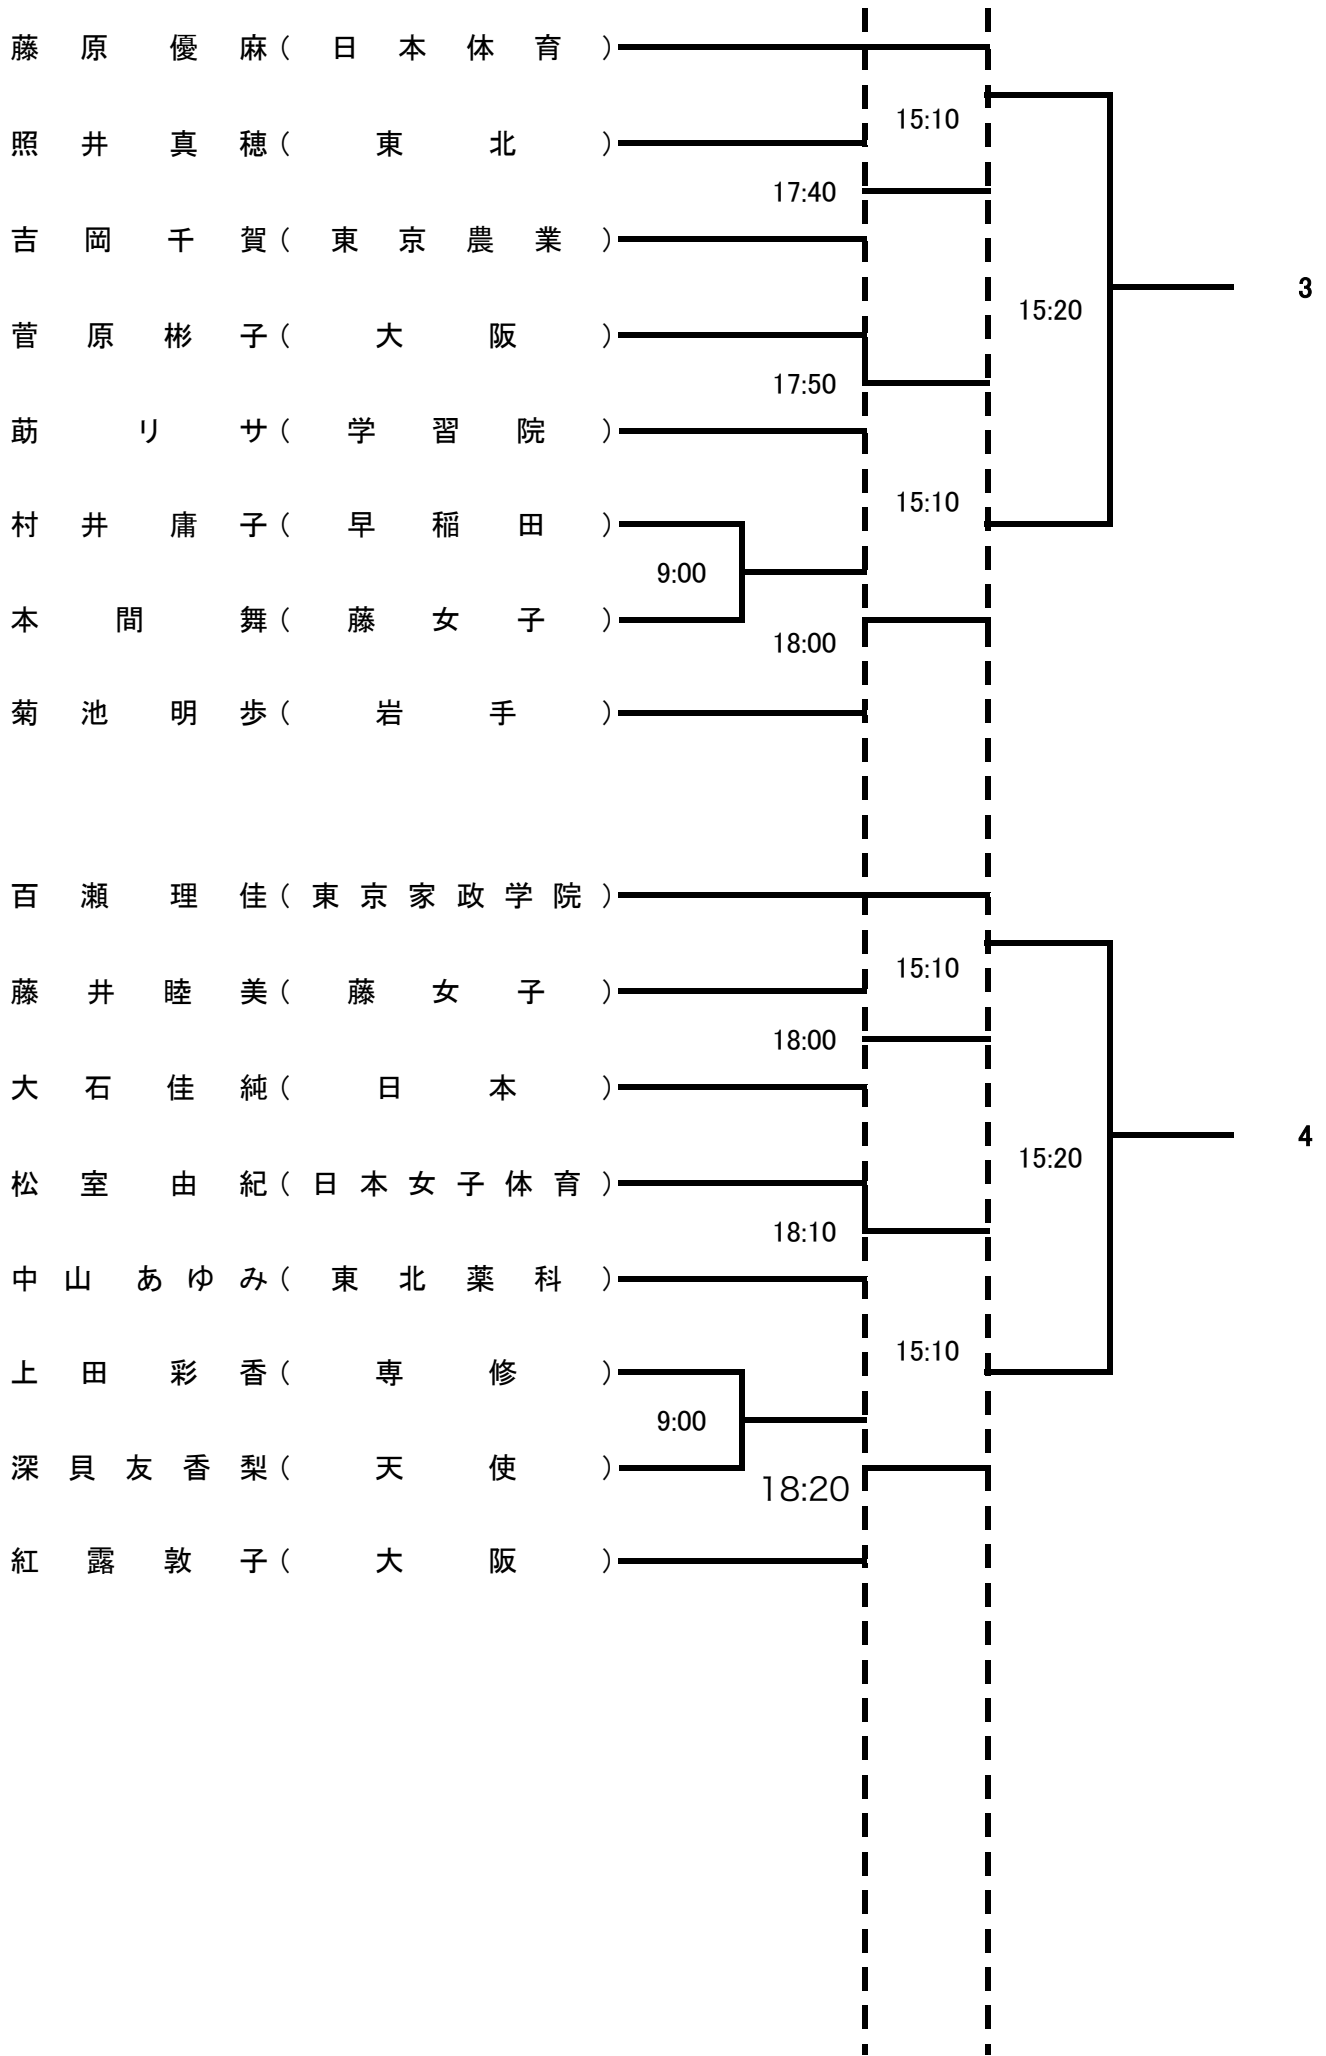 藤原優麻(日本体育)
15:10
照井真穂(東北)
17:40
吉岡千賀(東京農業)
3
15:20
菅原彬子(大阪)
17:50
莇リサ(学習院)
15:10
村井庸子(早稲田)
9:00
本間舞(藤女子)
18:00
菊池明歩(岩手)
百瀬理佳(東京家政学院)
15:10
藤井睦美(藤女子)
18:00
大石佳純(日本)
4
15:20
松室由紀(日本女子体育)
18:10
中山あゆみ(東北薬科)
15:10
上田彩香(専修)
9:00
深貝友香梨(天使)
18:20
紅露敦子(大阪)